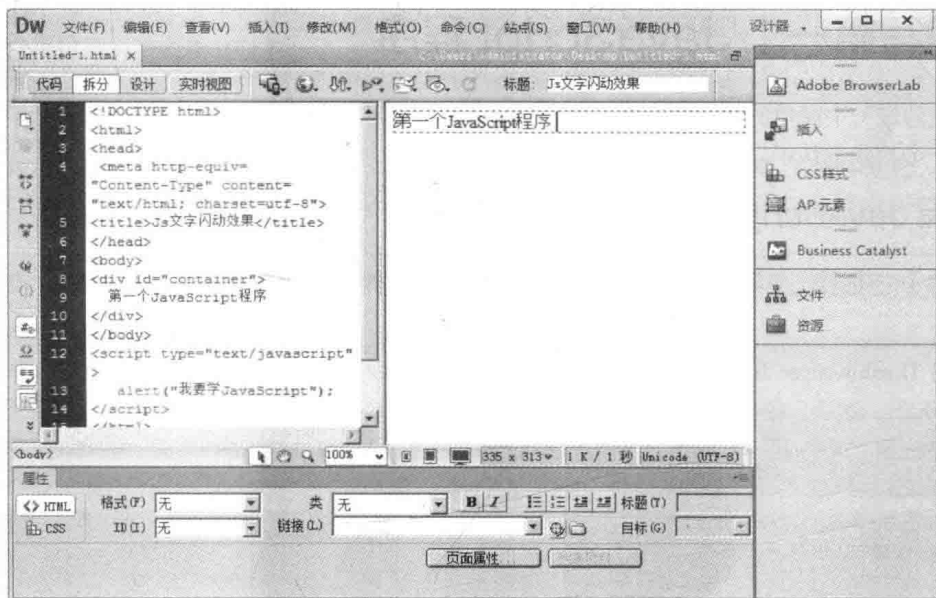 Dw 文件(F) 编辑(E) 查看(V) 插入(I) 修改(M) 格式(O) 命令(C) 站点(S) 窗口(W) 帮助(H) 设计器
Untitled-1.html ×
代码 拆分 设计 实时视图 标题: Js文字闪动效果
1 <!DOCTYPE html>
2 <html>
3 <head>
4 <meta http-equiv=
"Content-Type" content=
"text/html; charset=utf-8">
5 <title>Js文字闪动效果</title>
6 </head>
7 <body>
8 <div id="container">
9 第一个JavaScript程序
10 </div>
11 </body>
12 <script type="text/javascript"
>
13 alert("我要学JavaScript");
14 </script>
</html>
第一个JavaScript程序
Adobe BrowserLab
插入
CSS样式
AP 元素
Business Catalyst
文件
资源
<body> 100% 335 x 313 1 K / 1 秒 Unicode (UTF-8)
属性
<> HTML 格式(F) 无 类 无 B I 标题(T)
CSS ID(I) 无 链接(L) 目标(G)
页面属性